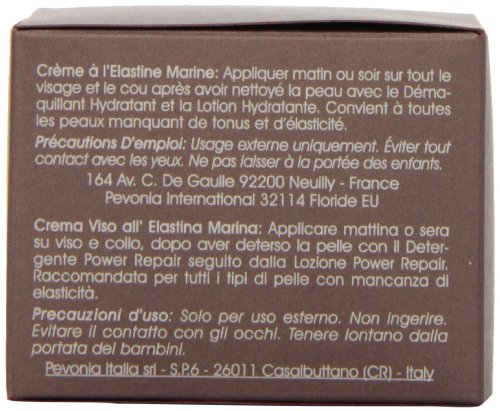 Crème à l'Elastine Marine: Appliquer matin ou soir sur tout le
visage et le cou après avoir nettoyé la peau avec le Déma-
quillant Hydratant et la Lotion Hydratante. Convient à toutes
les peaux manquant de tonus et d'élasticité.
Précautions D'emploi: Usage externe uniquement. Éviter tout
contact avec les yeux. Ne pas laisser à la portée des enfants.
164 Av. C. De Gaulle 92200 Neuilly - France
Pevonia International 32114 Floride EU
Crema Viso all' Elastina Marina: Applicare mattina o sera
su viso e collo, dopo aver deterso la pelle con il Deter-
gente Power Repair seguito dalla Lozione Power Repair.
Raccomandata per tutti i tipi di pelle con mancanza di
elasticità.
Precauzioni d'uso: Solo per uso esterno. Non ingerire.
Evitare il contatto con gli occhi. Tenere lontano dalla
portata dei bambini.
Pevonia Italia srl - S.P.6 - 26011 Casalbuttano (CR) - Italy